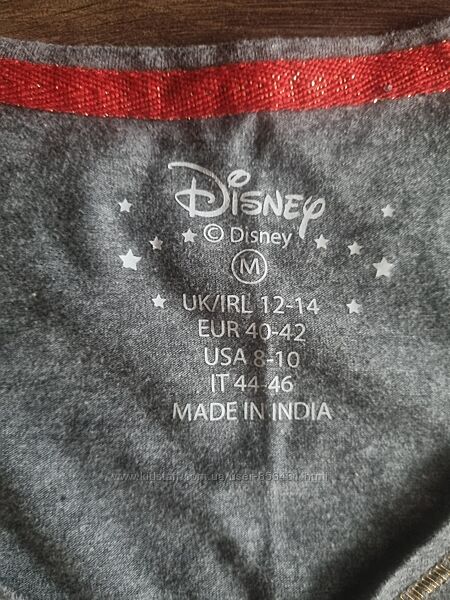 Disney
© Disney
M
UK/IRL 12-14
EUR 40-42
USA 8-10
IT 44-46
MADE IN INDIA